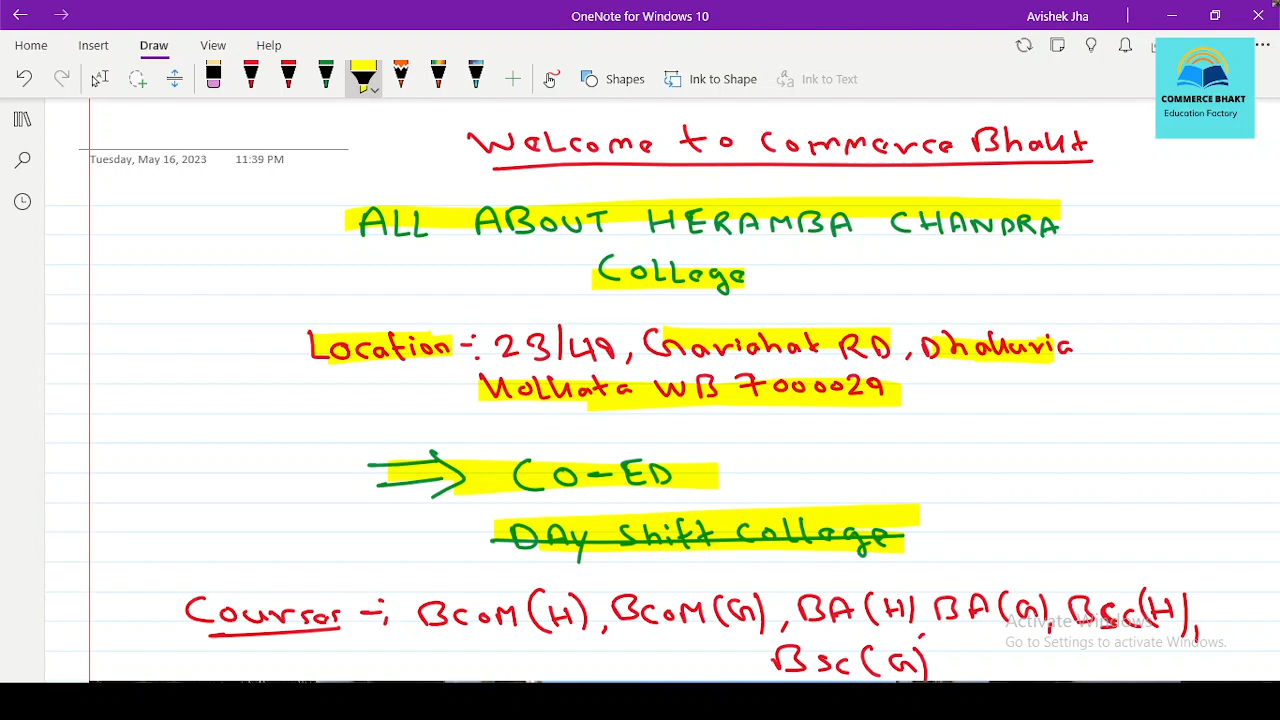 OneNote for Windows 10
Avishek Jha
Home Insert Draw View Help
Shapes Ink to Shape Ink to Text
COMMERCE BHAKT
Education Factory
Tuesday, May 16, 2023 11:39 PM
Welcome to Commerce Bhakt
ALL ABOUT HERAMBA CHANDRA
College
Location -: 23/49, Gariahat RD, Dhakuria
Kolkata WB 7000029
CO-ED
DAy Shift College
Courses -: BCOM(H), BCOM(G), BA(H) BA(G), BSc(H),
BSc(G)
Activate Windows
Go to Settings to activate Windows.